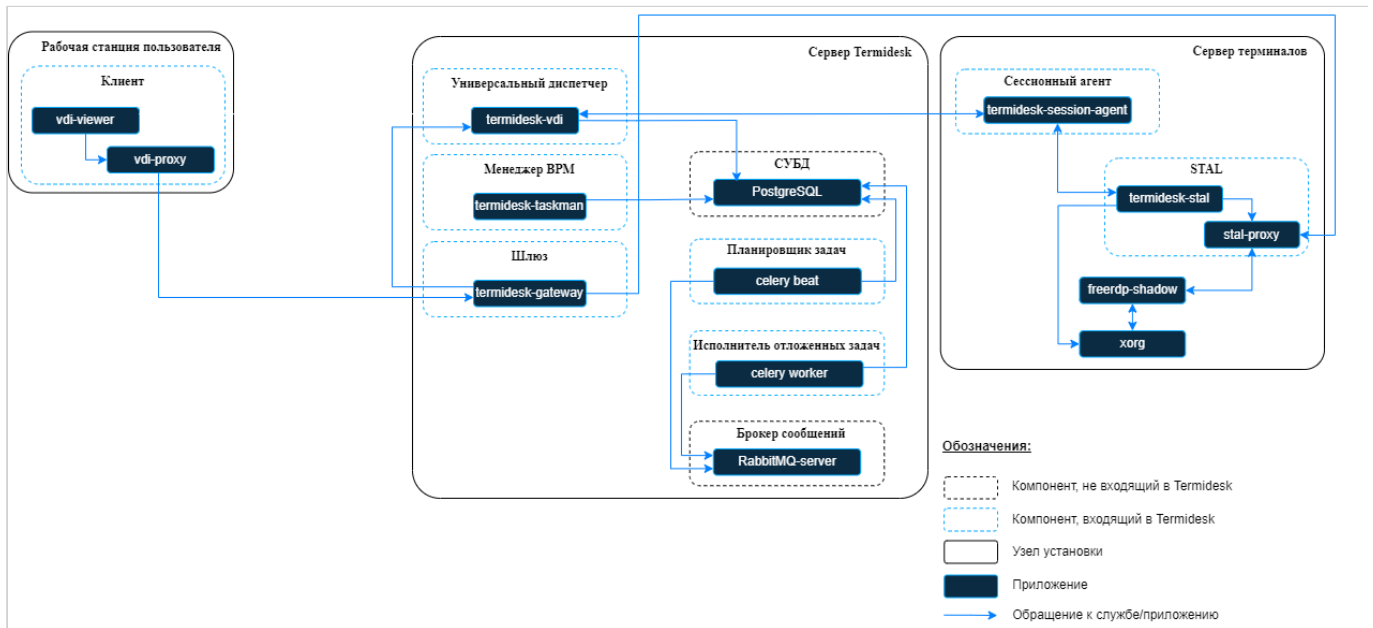 Рабочая станция пользователя
Клиент
vdi-viewer
vdi-proxy
Сервер Termidesk
Универсальный диспетчер
termidesk-vdi
Менеджер ВРМ
termidesk-taskman
Шлюз
termidesk-gateway
СУБД
PostgreSQL
Планировщик задач
celery beat
Исполнитель отложенных задач
celery worker
Брокер сообщений
RabbitMQ-server
Сервер терминалов
Сессионный агент
termidesk-session-agent
STAL
termidesk-stal
stal-proxy
freerdp-shadow
xorg
Обозначения:
Компонент, не входящий в Termidesk
Компонент, входящий в Termidesk
Узел установки
Приложение
Обращение к службе/приложению